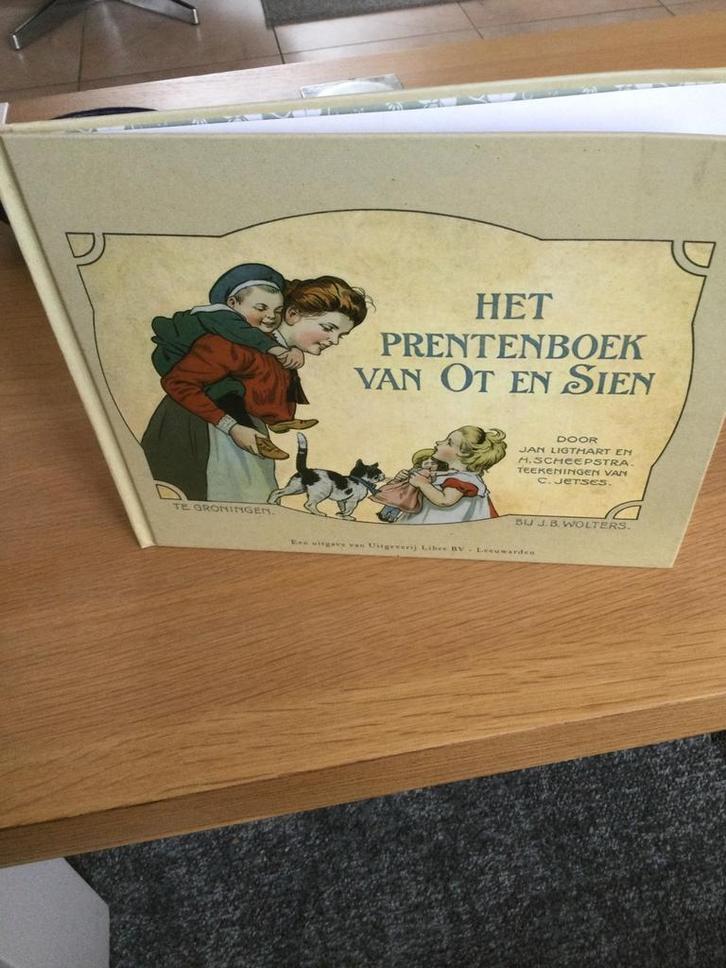 HET
PRENTENBOEK
VAN OT EN SIEN
DOOR
JAN LIGTHART EN
H. SCHEEPSTRA.
TEEKENINGEN VAN
C. JETSES.
TE GRONINGEN.
BIJ J.B. WOLTERS.
Een uitgave van Uitgeverij Libre BV - Leeuwarden